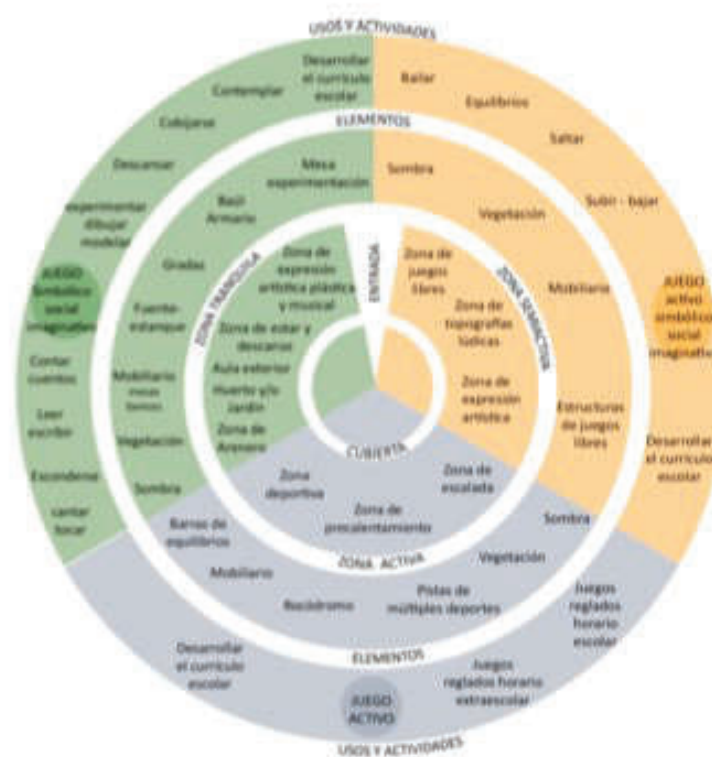 USOS Y ACTIVIDADES
Desarrollar
el currículo
escolar
Contemplar
Cobijarse
Descansar
experimentar
dibujar
modelar
JUEGO
simbólico
social
imaginativo
Contar
cuentos
Leer
escribir
Esconderse
cantar
tocar
Bailar
Equilibrios
Saltar
Subir - bajar
JUEGO
activo
simbólico
social
imaginativo
Desarrollar
el currículo
escolar
ELEMENTOS
Mesa
experimentación
Baúl
Armario
Gradas
Fuente-
estanque
Mobiliario
mesas
bancos
Vegetación
Sombra
Sombra
Vegetación
Mobiliario
Estructuras
de juegos
libres
ZONA TRANQUILA
ENTRADA
ZONA SEMIACTIVA
Zona de
expresión
artística plástica
y musical
Zona de estar y
descanso
Aula exterior
Huerto y/o
Jardín
Zona de
Arenero
Zona de
juegos
libres
Zona de
topografías
lúdicas
Zona de
expresión
artística
CUBIERTA
Zona
deportiva
Zona de
precalentamiento
Zona de
escalada
ZONA ACTIVA
Barras de
equilibrios
Mobiliario
Rocódromo
Pistas de
múltiples deportes
Vegetación
Sombra
ELEMENTOS
Desarrollar
el currículo
escolar
JUEGO
ACTIVO
Juegos
reglados horario
extraescolar
Juegos
reglados
horario
escolar
USOS Y ACTIVIDADES